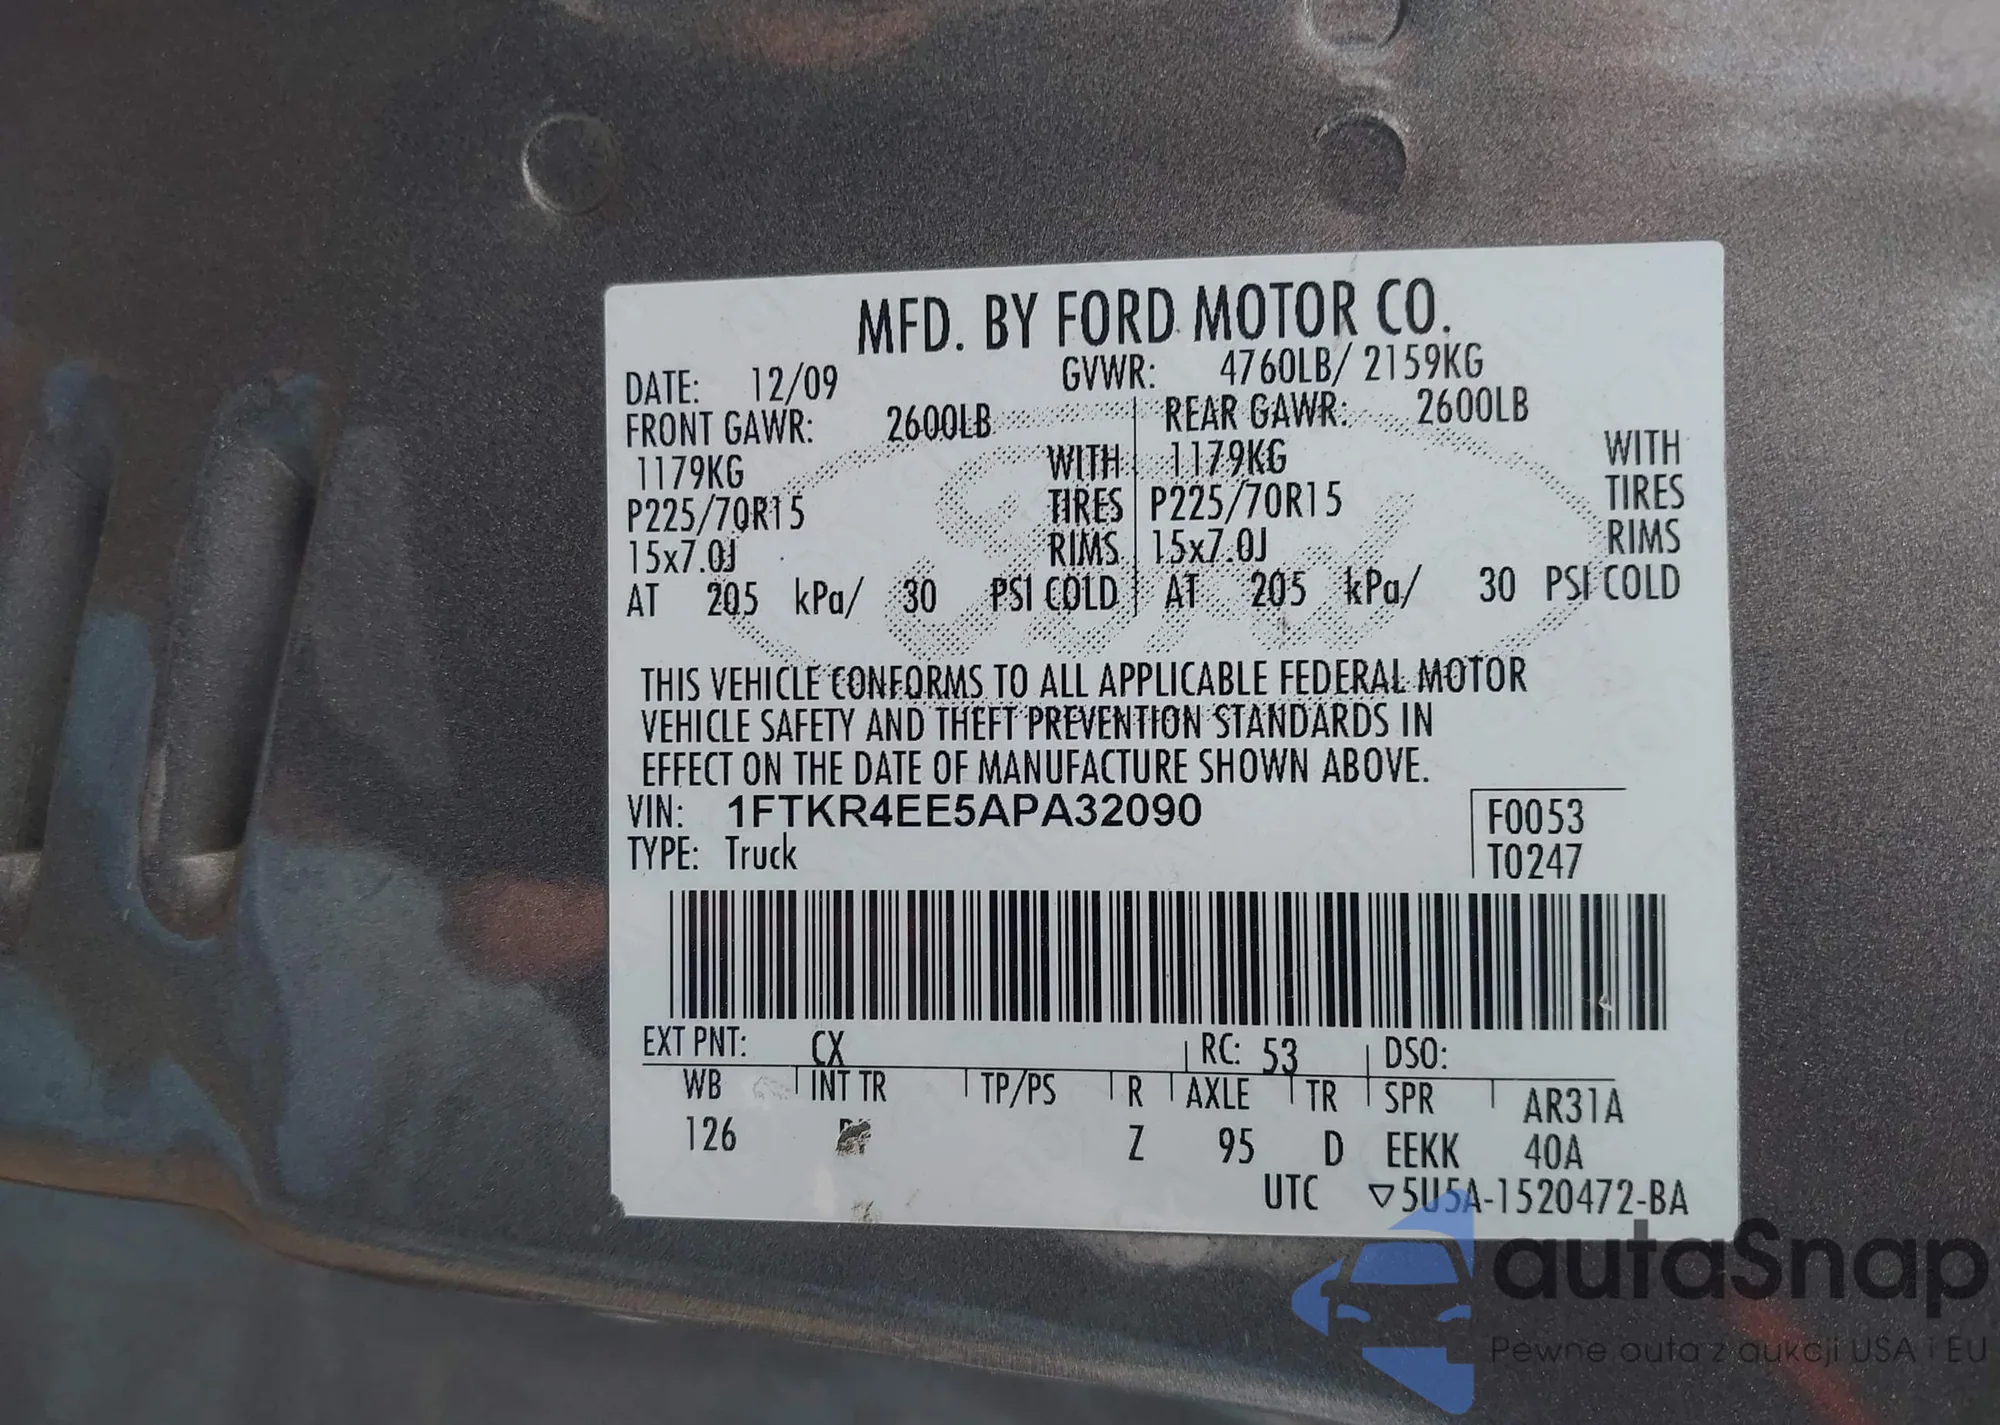 MFD. BY FORD MOTOR CO.
DATE: 12/09 GVWR: 4760LB/ 2159KG
FRONT GAWR: 2600LB REAR GAWR: 2600LB
1179KG WITH 1179KG WITH
P225/70R15 TIRES P225/70R15 TIRES
15x7.0J RIMS 15x7.0J RIMS
AT 205 kPa/ 30 PSI COLD AT 205 kPa/ 30 PSI COLD
THIS VEHICLE CONFORMS TO ALL APPLICABLE FEDERAL MOTOR
VEHICLE SAFETY AND THEFT PREVENTION STANDARDS IN
EFFECT ON THE DATE OF MANUFACTURE SHOWN ABOVE.
VIN: 1FTKR4EE5APA32090 F0053
TYPE: Truck T0247
EXT PNT: CX RC: 53 DSO:
WB INT TR TP/PS R AXLE TR SPR AR31A
126 Z 95 D EEKK 40A
UTC ▽5U5A-1520472-BA
autaSnap
Pewne auta z aukcji USA i EU